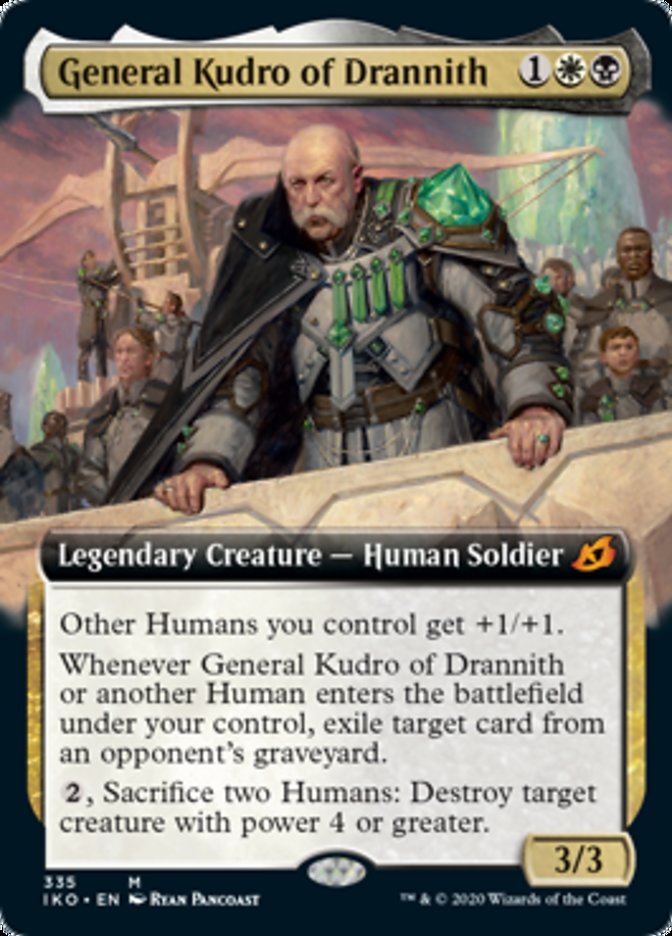 General Kudro of Drannith 1
Legendary Creature — Human Soldier
Other Humans you control get +1/+1.
Whenever General Kudro of Drannith
or another Human enters the battlefield
under your control, exile target card from
an opponent's graveyard.
2, Sacrifice two Humans: Destroy target
creature with power 4 or greater.
3/3
335 M
IKO • EN Ryan Pancoast
™ & © 2020 Wizards of the Coast